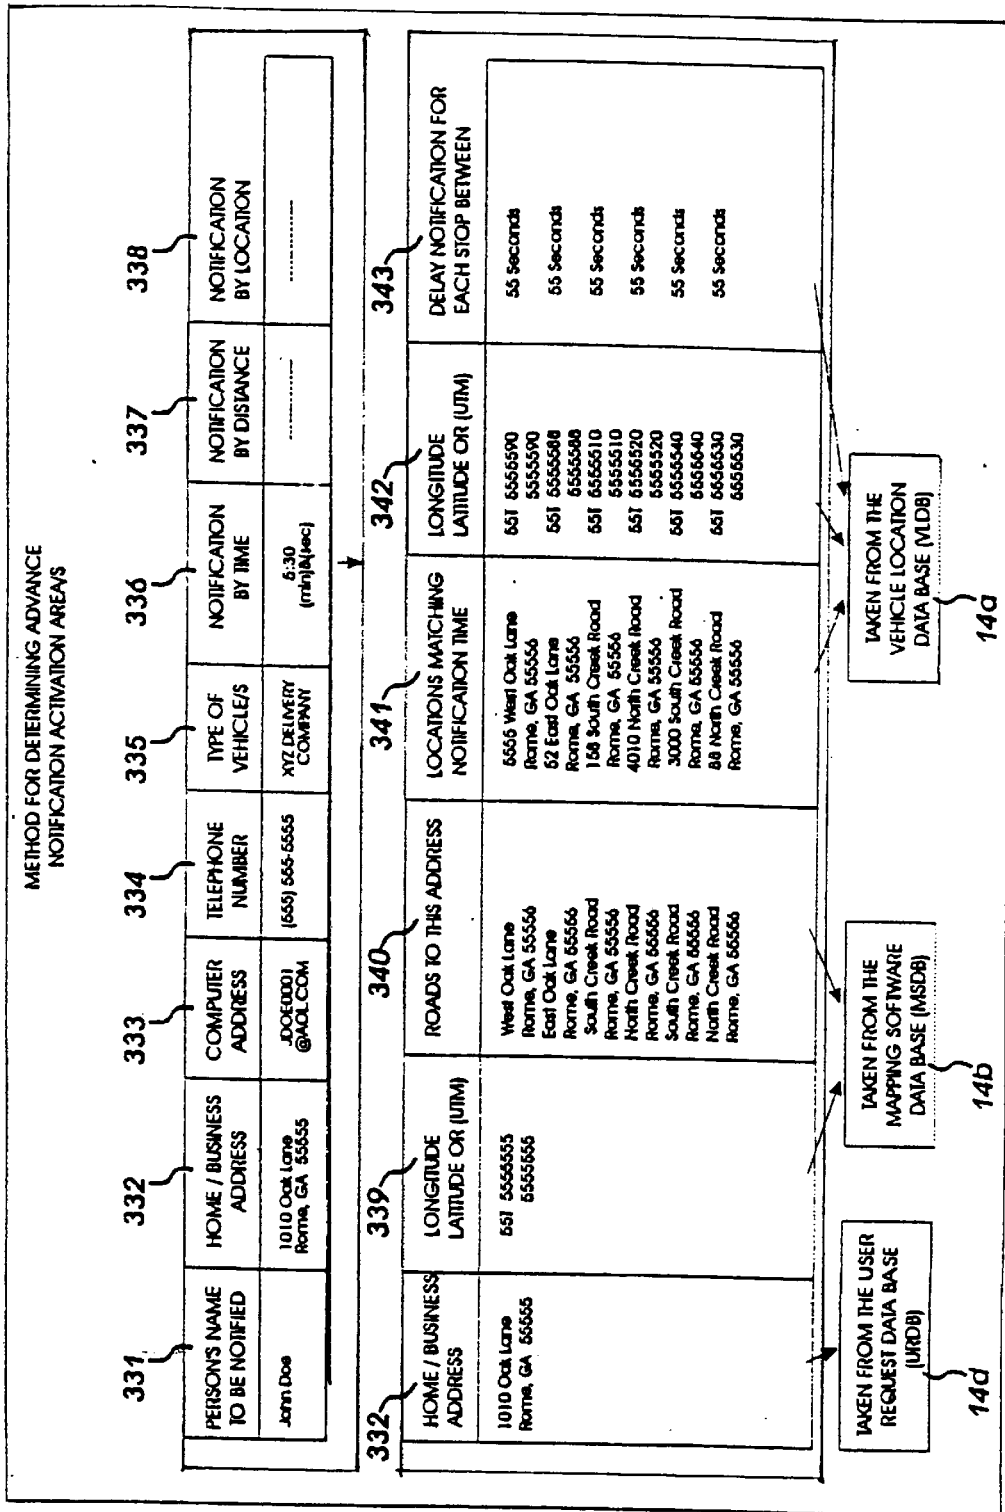 METHOD FOR DETERMINING ADVANCE
NOTIFICATION ACTIVATION AREA/S
331
332
333
334
335
336
337
338
PERSON'S NAME
TO BE NOTIFIED
HOME / BUSINESS
ADDRESS
COMPUTER
ADDRESS
TELEPHONE
NUMBER
TYPE OF
VEHICLE/S
NOTIFICATION
BY TIME
NOTIFICATION
BY DISTANCE
NOTIFICATION
BY LOCATION
John Doe
1010 Oak Lane
Rome, GA 55555
JDOE0001
@AOL.COM
(555) 555-5555
XYZ DELIVERY
COMPANY
5:30
(min)&(sec)
332
339
340
341
342
343
HOME / BUSINESS
ADDRESS
LONGITUDE
LATITUDE OR (UTM)
ROADS TO THIS ADDRESS
LOCATIONS MATCHING
NOTIFICATION TIME
LONGITUDE
LATITUDE OR (UTM)
DELAY NOTIFICATION FOR
EACH STOP BETWEEN
1010 Oak Lane
Rome, GA 55555
55T 5555555
5555555
West Oak Lane
Rome, GA 55556
East Oak Lane
Rome, GA 55556
South Creek Road
Rome, GA 55556
North Creek Road
Rome, GA 55556
South Creek Road
Rome, GA 55556
North Creek Road
Rome, GA 55556
5555 West Oak Lane
Rome, GA 55556
52 East Oak Lane
Rome, GA 55556
158 South Creek Road
Rome, GA 55556
4010 North Creek Road
Rome, GA 55556
3000 South Creek Road
Rome, GA 55556
88 North Creek Road
Rome, GA 55556
55T 5555590
5555590
55T 5555588
5555588
55T 5555510
5555510
55T 5555520
5555520
55T 5555540
5555540
55T 5555530
5555530
55 Seconds
55 Seconds
55 Seconds
55 Seconds
55 Seconds
55 Seconds
TAKEN FROM THE USER
REQUEST DATA BASE
(URDB)
14d
TAKEN FROM THE
MAPPING SOFTWARE
DATA BASE (MSDB)
14b
TAKEN FROM THE
VEHICLE LOCATION
DATA BASE (VLDB)
14a